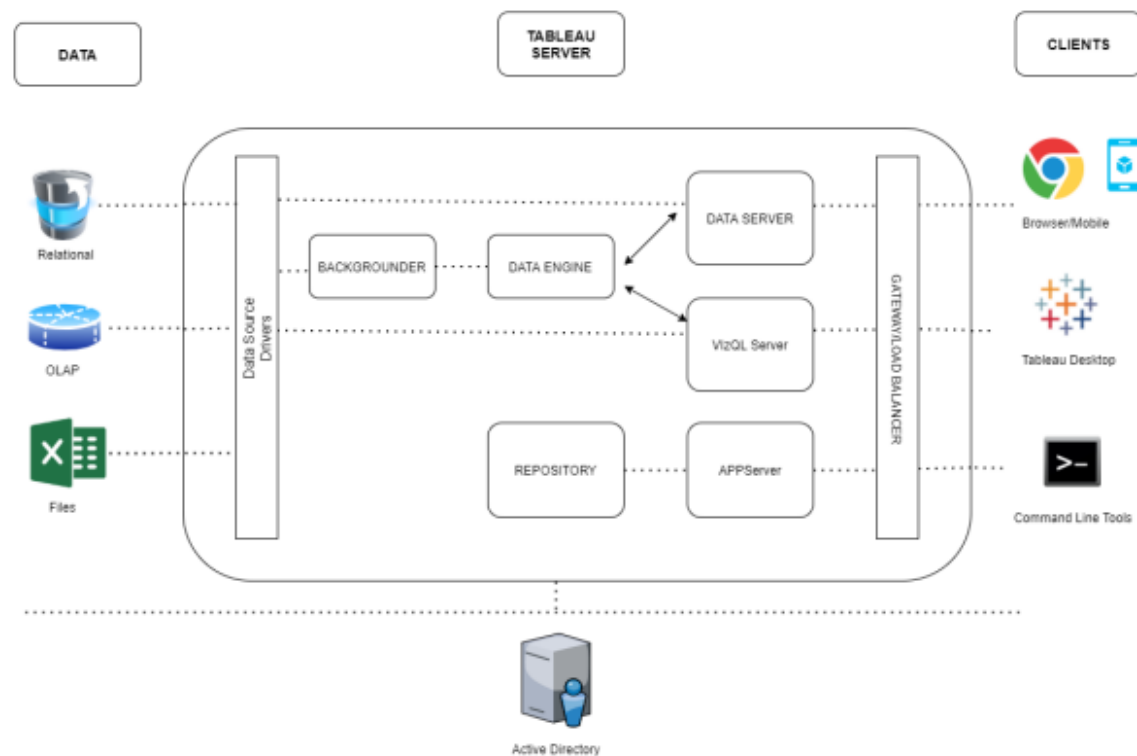 DATA
TABLEAU
SERVER
CLIENTS
Relational
OLAP
Files
Data Source
Drivers
BACKGROUNDER
DATA ENGINE
DATA SERVER
VizQL Server
REPOSITORY
APPServer
GATEWAY/LOAD BALANCER
Browser/Mobile
Tableau Desktop
>-
Command Line Tools
Active Directory